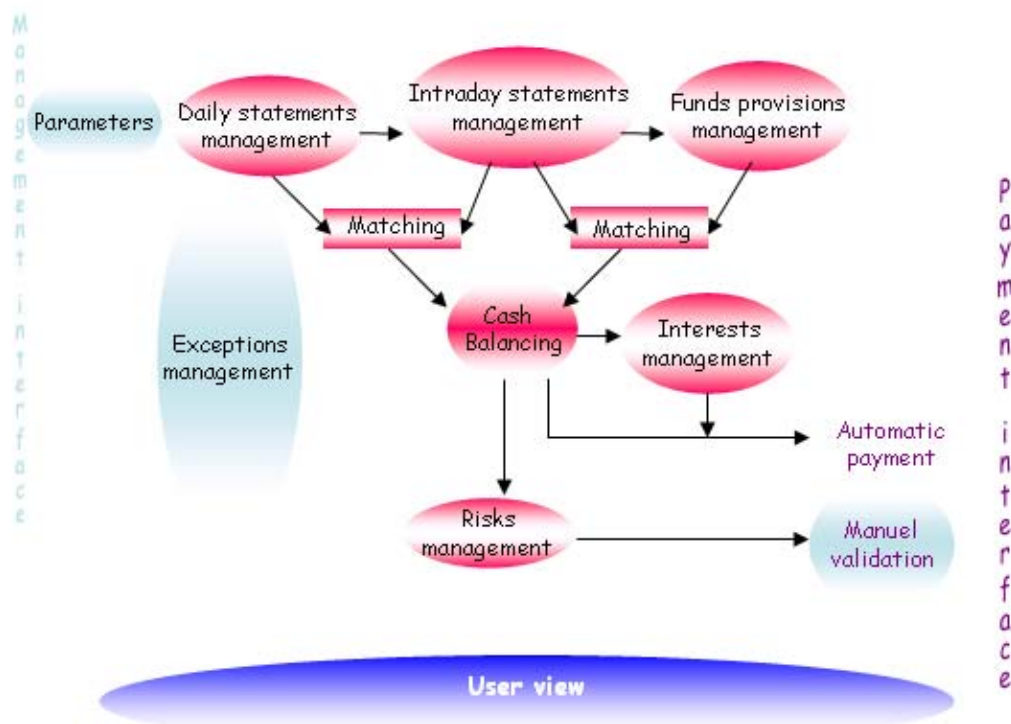 Management interface
Parameters
Daily statements
management
Intraday statements
management
Funds provisions
management
Matching
Matching
Cash
Balancing
Interests
management
Exceptions
management
Automatic
payment
Risks
management
Manuel
validation
Payment interface
User view